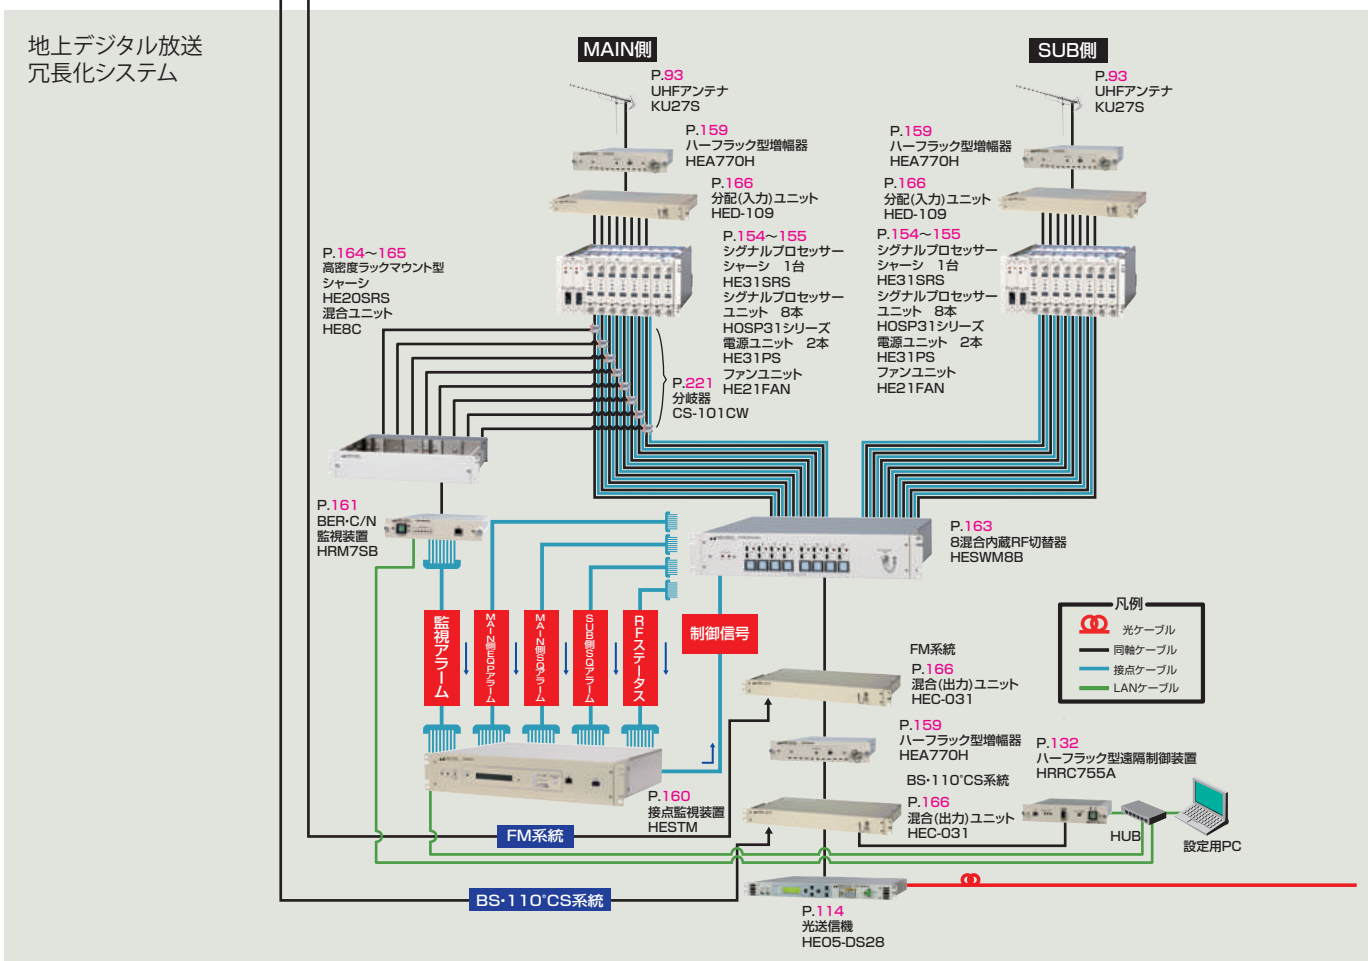 地上デジタル放送
冗長化システム
MAIN側
SUB側
P.93
UHFアンテナ
KU27S
P.93
UHFアンテナ
KU27S
P.159
ハーフラック型増幅器
HEA770H
P.159
ハーフラック型増幅器
HEA770H
P.166
分配(入力)ユニット
HED-109
P.166
分配(入力)ユニット
HED-109
P.154〜155
シグナルプロセッサー
シャーシ 1台
HE31SRS
シグナルプロセッサー
ユニット 8本
HOSP31シリーズ
電源ユニット 2本
HE31PS
ファンユニット
HE21FAN
P.154〜155
シグナルプロセッサー
シャーシ 1台
HE31SRS
シグナルプロセッサー
ユニット 8本
HOSP31シリーズ
電源ユニット 2本
HE31PS
ファンユニット
HE21FAN
P.164〜165
高密度ラックマウント型
シャーシ
HE20SRS
混合ユニット
HE8C
P.221
分岐器
CS-101CW
P.161
BER・C/N
監視装置
HRM7SB
P.163
8混合内蔵RF切替器
HESWM8B
監視アラーム
MAIN側EQPアラーム
MAIN側SQアラーム
SUB側SQアラーム
RFステータス
制御信号
凡例
光ケーブル
同軸ケーブル
接点ケーブル
LANケーブル
FM系統
P.166
混合(出力)ユニット
HEC-031
P.159
ハーフラック型増幅器
HEA770H
BS・110°CS系統
P.166
混合(出力)ユニット
HEC-031
P.132
ハーフラック型遠隔制御装置
HRRC755A
HUB
設定用PC
P.160
接点監視装置
HESTM
FM系統
BS・110°CS系統
P.114
光送信機
HEO5-DS28